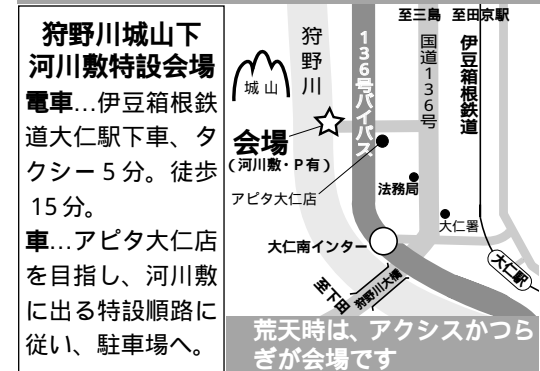 狩野川城山下
河川敷特設会場
電車…伊豆箱根鉄
道大仁駅下車、タ
クシー5分。徒歩
15分。
車…アピタ大仁店
を目指し、河川敷
に出る特設順路に
従い、駐車場へ。
至三島
至田京駅
狩野川
136号バイパス
国道136号
伊豆箱根鉄道
城山
会場
（河川敷・P有）
アピタ大仁店
法務局
大仁署
大仁南インター
大仁駅
至下田
狩野川大橋
荒天時は、アクシスかつら
ぎが会場です